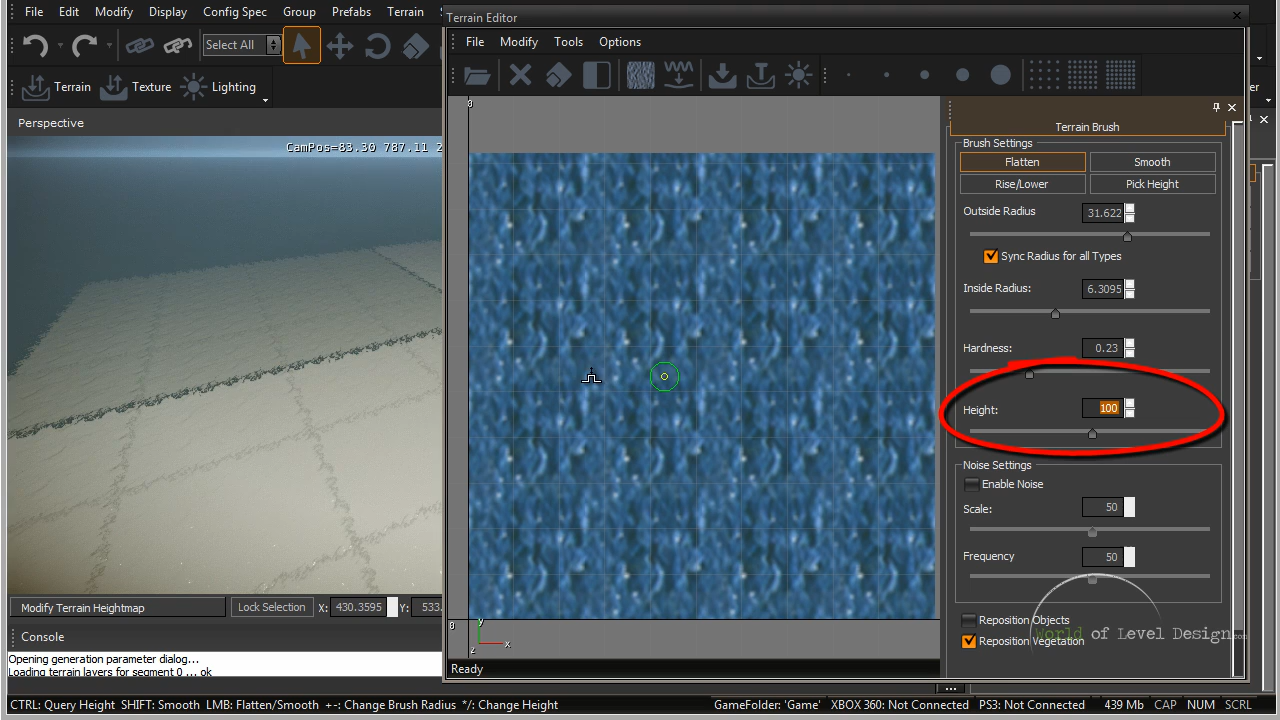 File Edit Modify Display Config Spec Group Prefabs Terrain
Terrain Editor
File Modify Tools Options
Select All
Terrain Texture Lighting
Perspective
CamPos=83.30 787.11 2
0
Terrain Brush
Brush Settings
Flatten Smooth
Rise/Lower Pick Height
Outside Radius 31.622
Sync Radius for all Types
Inside Radius: 6.3095
Hardness: 0.23
Height: 100
Noise Settings
Enable Noise
Scale: 50
Frequency 50
Reposition Objects
World of Level Design.com
Reposition Vegetation
Modify Terrain Heightmap Lock Selection X: 430.3595 Y: 533.
0 y
z x
Console
Opening generation parameter dialog...
Loading terrain layers for segment 0 ... ok
Ready
...
CTRL: Query Height SHIFT: Smooth LMB: Flatten/Smooth +-: Change Brush Radius */: Change Height GameFolder: 'Game' XBOX 360: Not Connected PS3: Not Connected 439 Mb CAP NUM SCRL